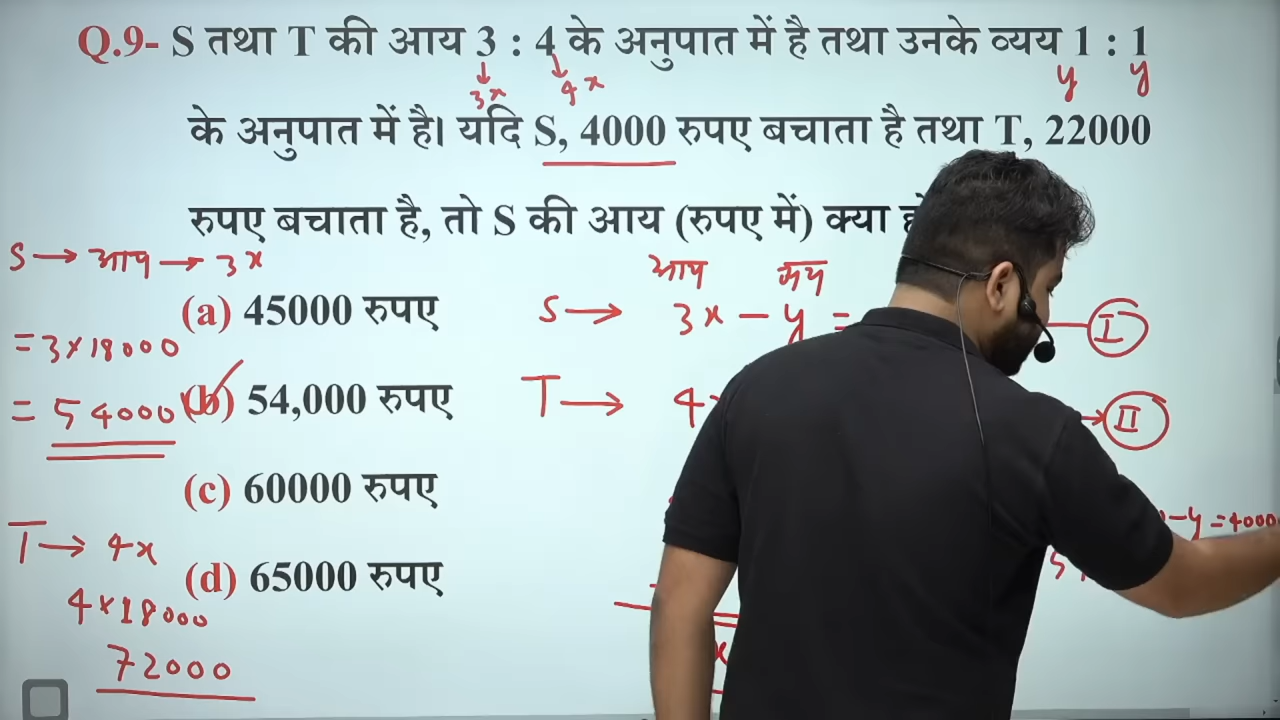 Q.9- S तथा T की आय 3 : 4 के अनुपात में है तथा उनके व्यय 1 : 1
3x 4x y y
के अनुपात में है। यदि S, 4000 रुपए बचाता है तथा T, 22000
रुपए बचाता है, तो S की आय (रुपए में) क्या
S → आय → 3x
आय व्यय
(a) 45000 रुपए
S → 3x - y = I
= 3×18000
(b) 54,000 रुपए
= 54000
T → 4 II
(c) 60000 रुपए
-y = 4000
T → 4x
(d) 65000 रुपए
4×18000
72000